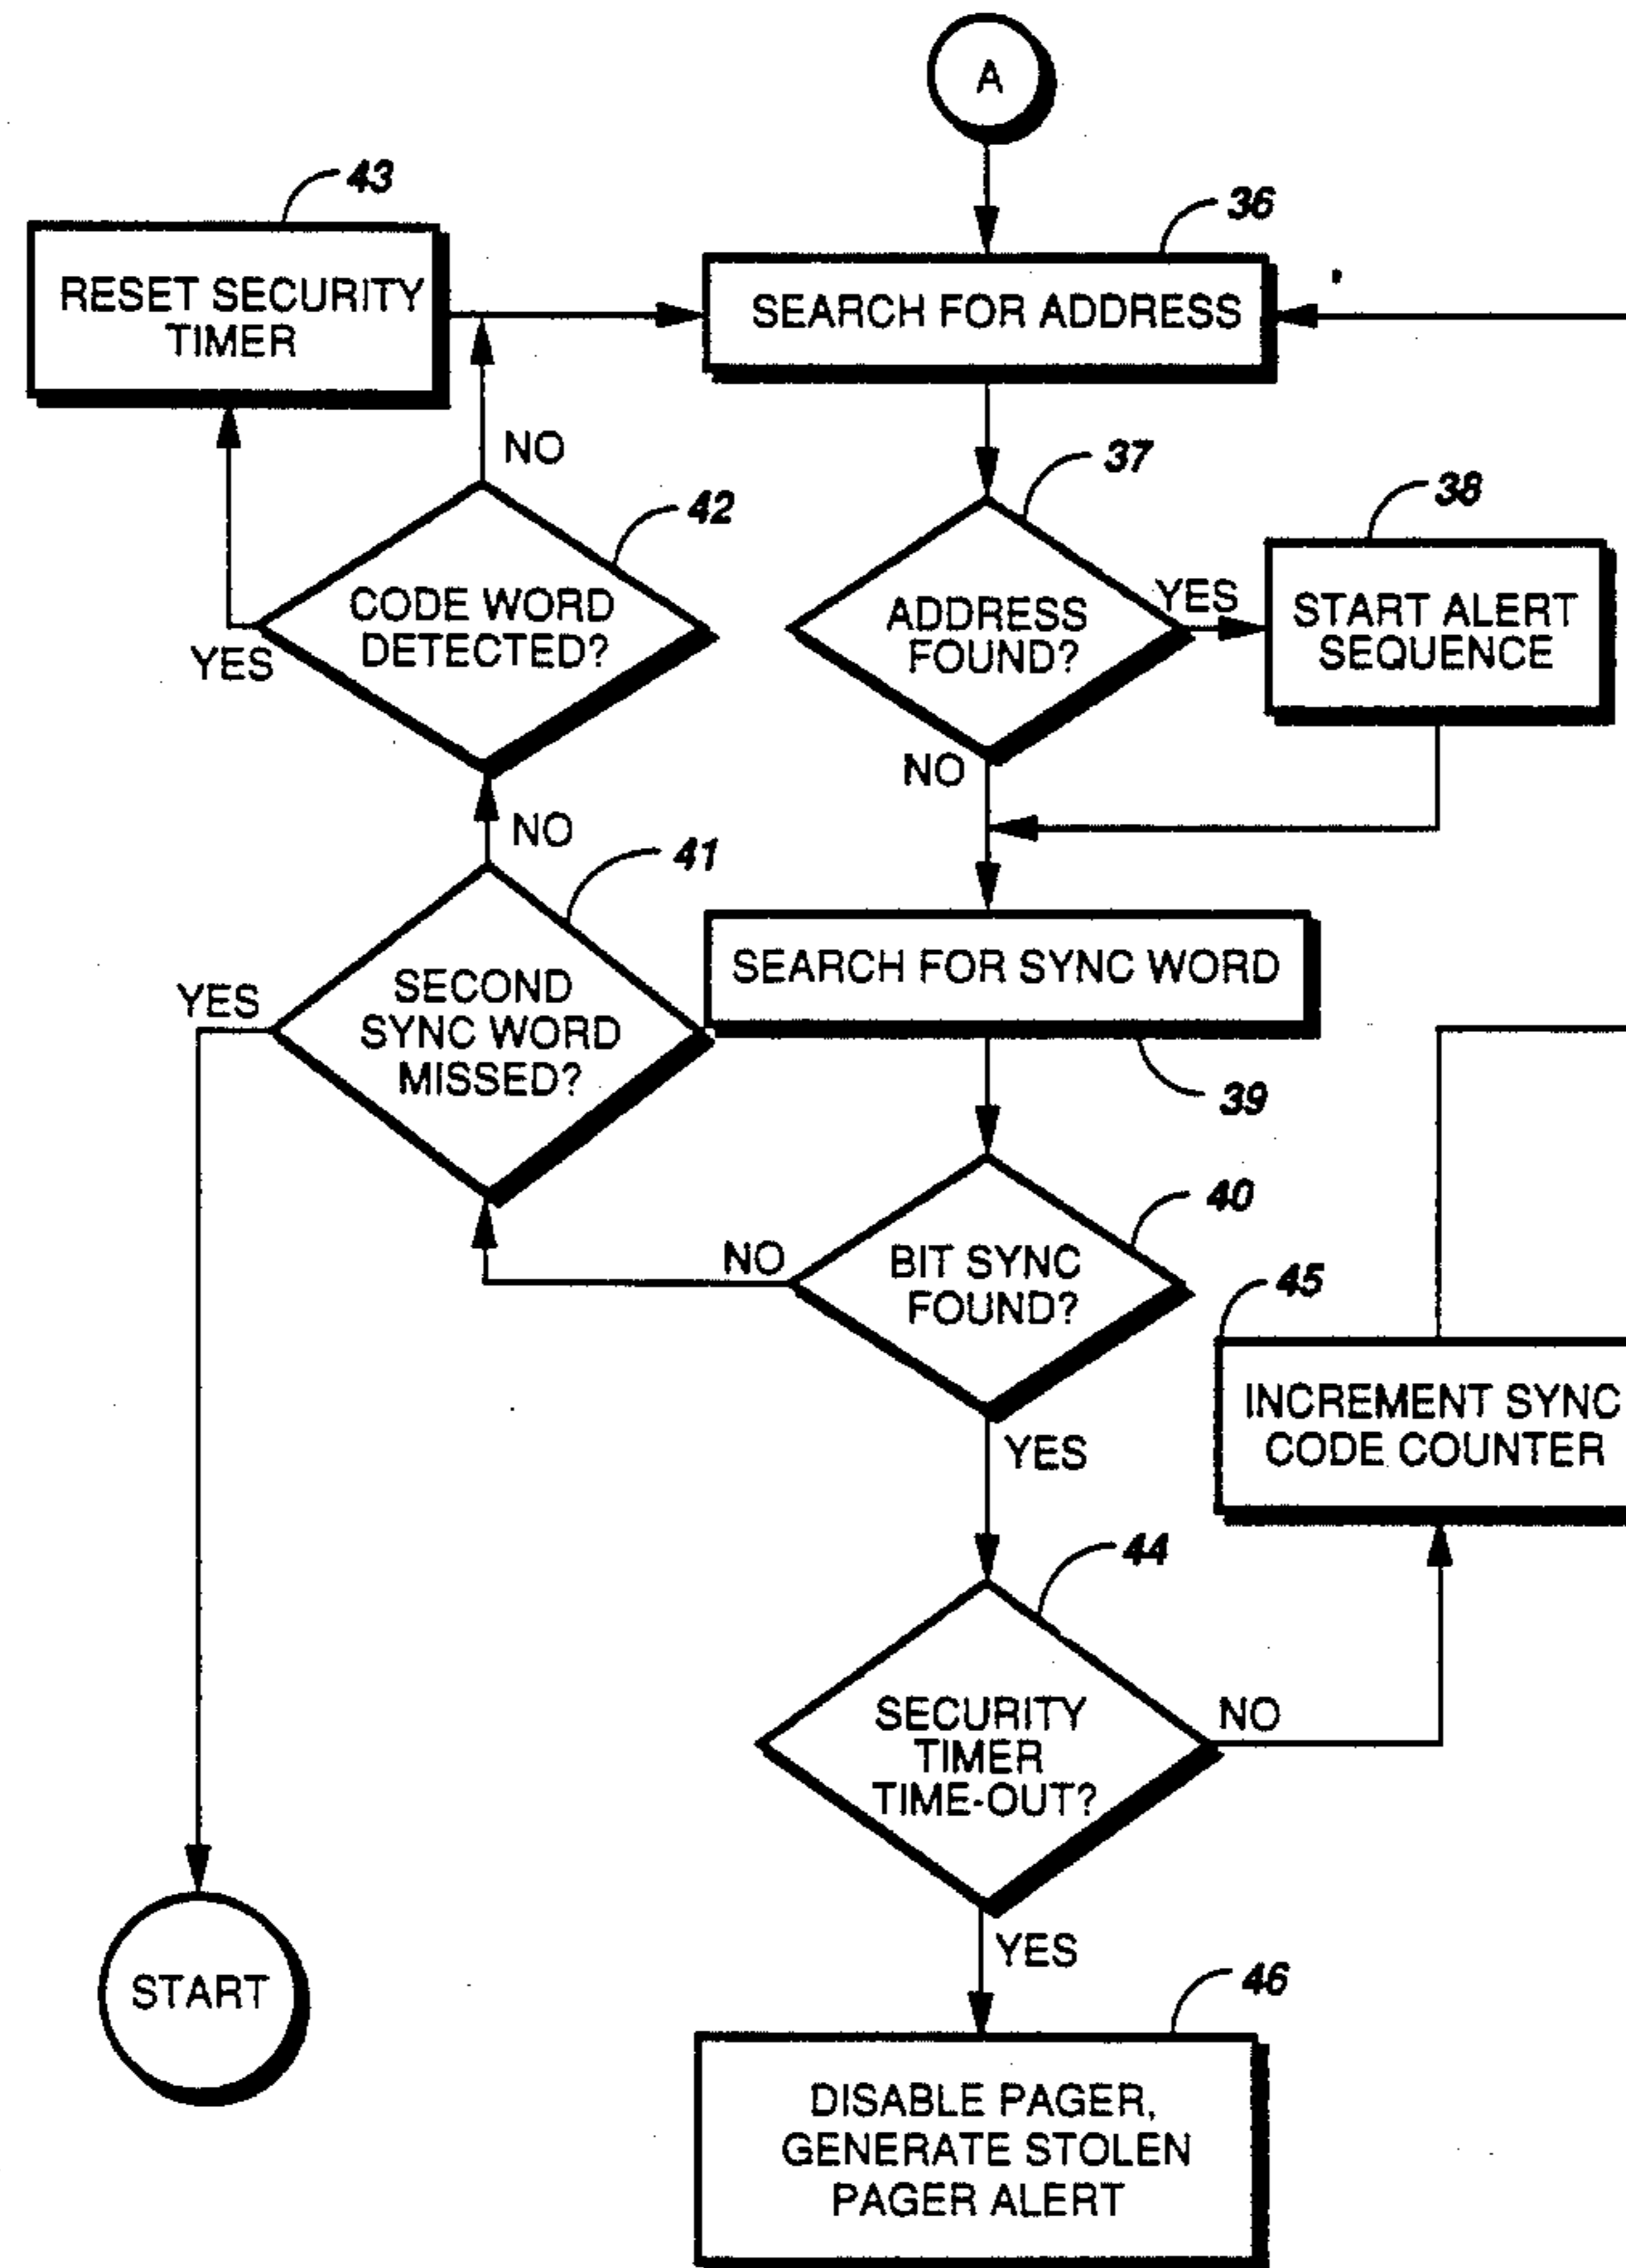 A
43
36
RESET SECURITY
TIMER
SEARCH FOR ADDRESS
NO
37
42
38
CODE WORD
DETECTED?
YES
ADDRESS
FOUND?
YES
START ALERT
SEQUENCE
NO
NO
41
SECOND
SYNC WORD
MISSED?
YES
SEARCH FOR SYNC WORD
39
40
NO
BIT SYNC
FOUND?
45
YES
INCREMENT SYNC
CODE COUNTER
44
SECURITY
TIMER
TIME-OUT?
NO
YES
46
START
DISABLE PAGER,
GENERATE STOLEN
PAGER ALERT